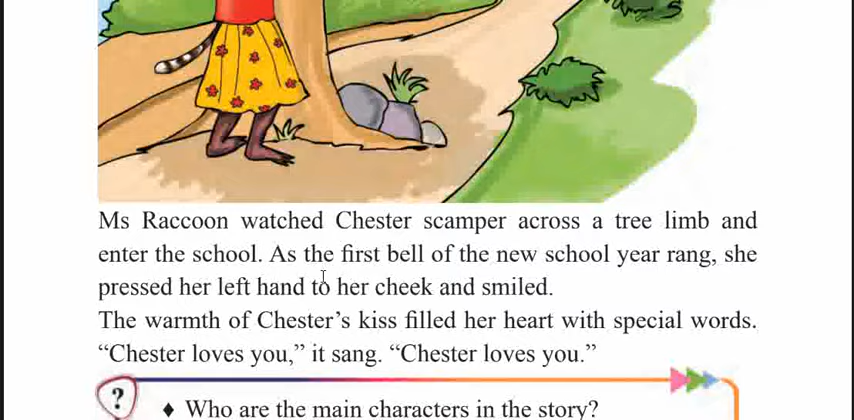 Ms Raccoon watched Chester scamper across a tree limb and
enter the school. As the first bell of the new school year rang, she
pressed her left hand to her cheek and smiled.
The warmth of Chester’s kiss filled her heart with special words.
“Chester loves you,” it sang. “Chester loves you.”
?
♦ Who are the main characters in the story?